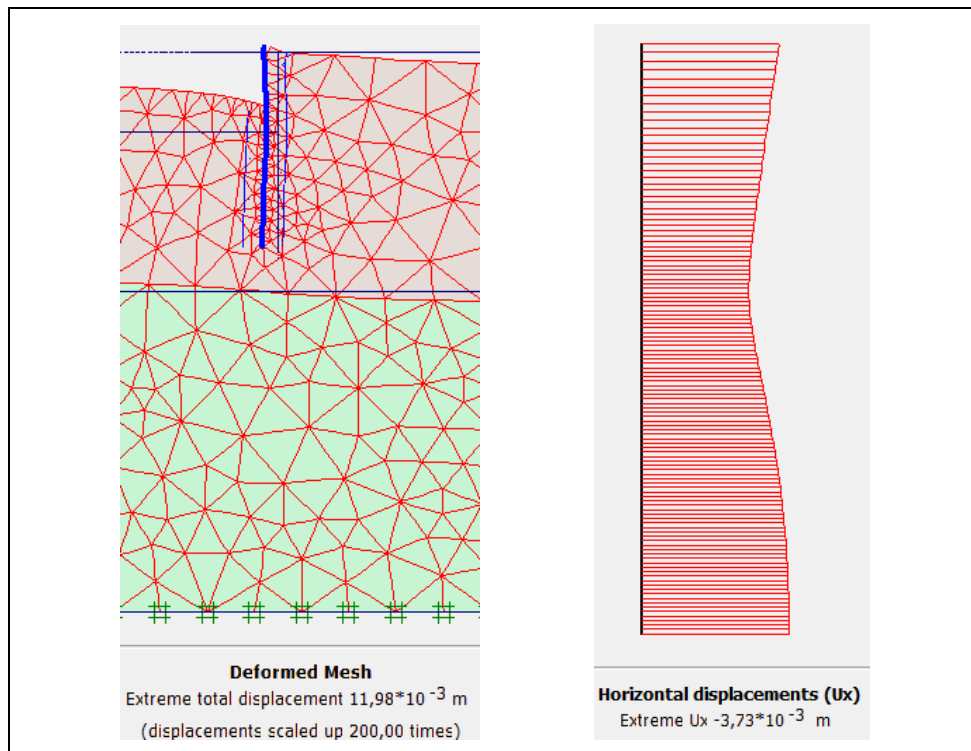 Deformed Mesh
Extreme total displacement 11,98*10 -3 m
(displacements scaled up 200,00 times)
Horizontal displacements (Ux)
Extreme Ux -3,73*10 -3 m